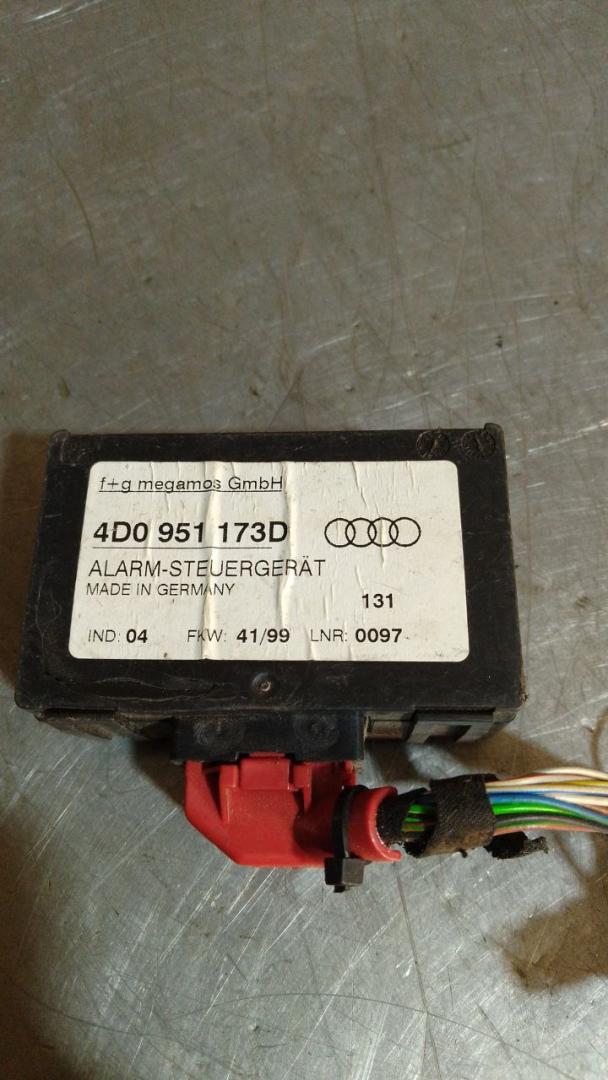 f+g megamos GmbH
4D0 951 173D
ALARM-STEUERGERÄT
MADE IN GERMANY
131
IND: 04 FKW: 41/99 LNR: 0097